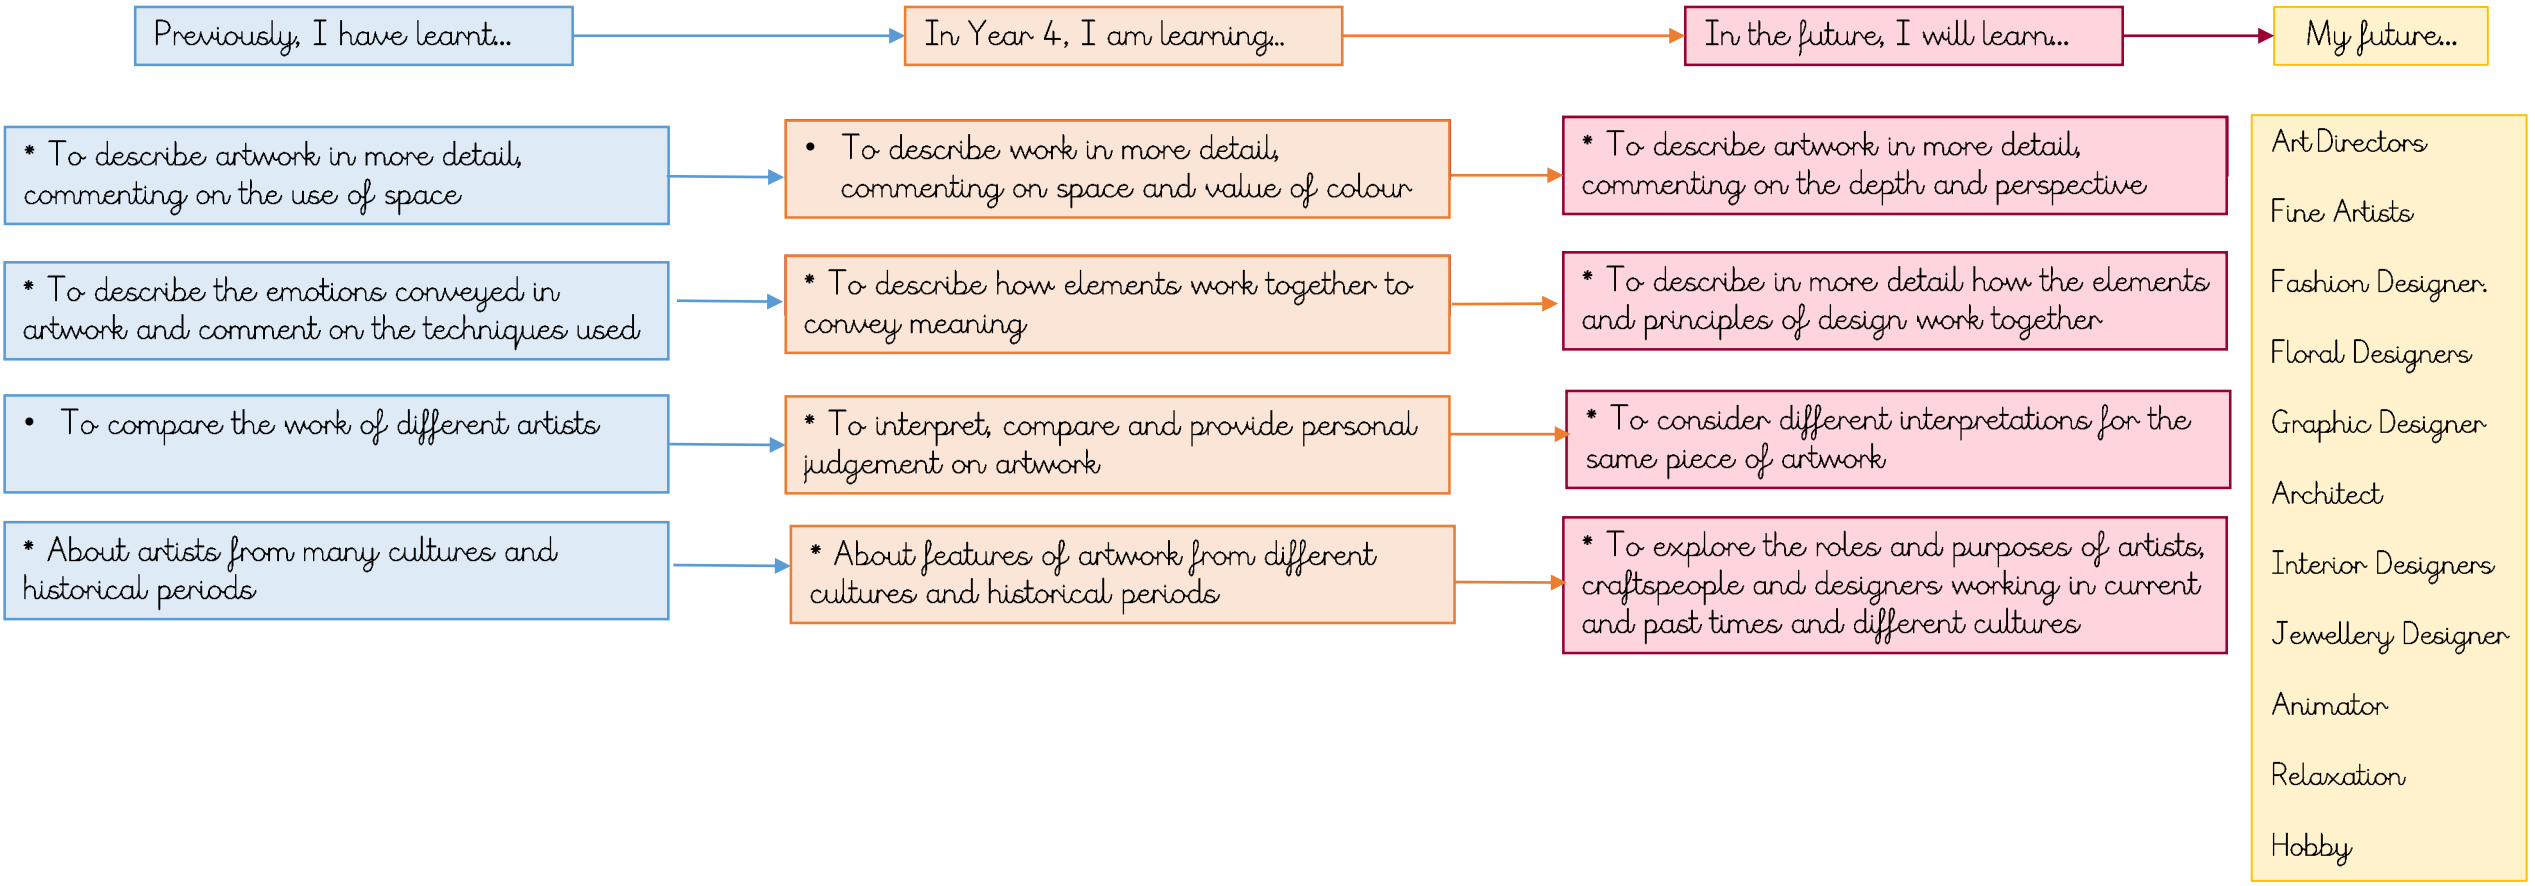 Previously, I have learnt...
In Year 4, I am learning...
In the future, I will learn...
My future...
* To describe artwork in more detail,
commenting on the use of space
• To describe work in more detail,
commenting on space and value of colour
* To describe artwork in more detail,
commenting on the depth and perspective
* To describe the emotions conveyed in
artwork and comment on the techniques used
* To describe how elements work together to
convey meaning
* To describe in more detail how the elements
and principles of design work together
• To compare the work of different artists
* To interpret, compare and provide personal
judgement on artwork
* To consider different interpretations for the
same piece of artwork
* About artists from many cultures and
historical periods
* About features of artwork from different
cultures and historical periods
* To explore the roles and purposes of artists,
craftspeople and designers working in current
and past times and different cultures
Art Directors
Fine Artists
Fashion Designer.
Floral Designers
Graphic Designer
Architect
Interior Designers
Jewellery Designer
Animator
Relaxation
Hobby